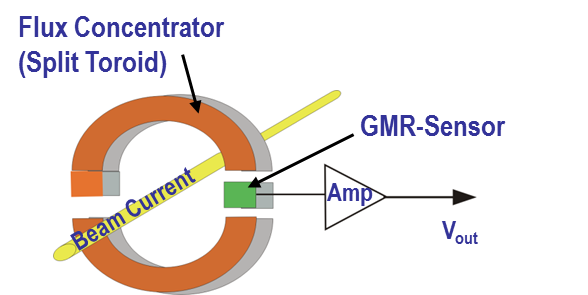 Flux Concentrator
(Split Toroid)
GMR-Sensor
Beam Current
Amp
Vout